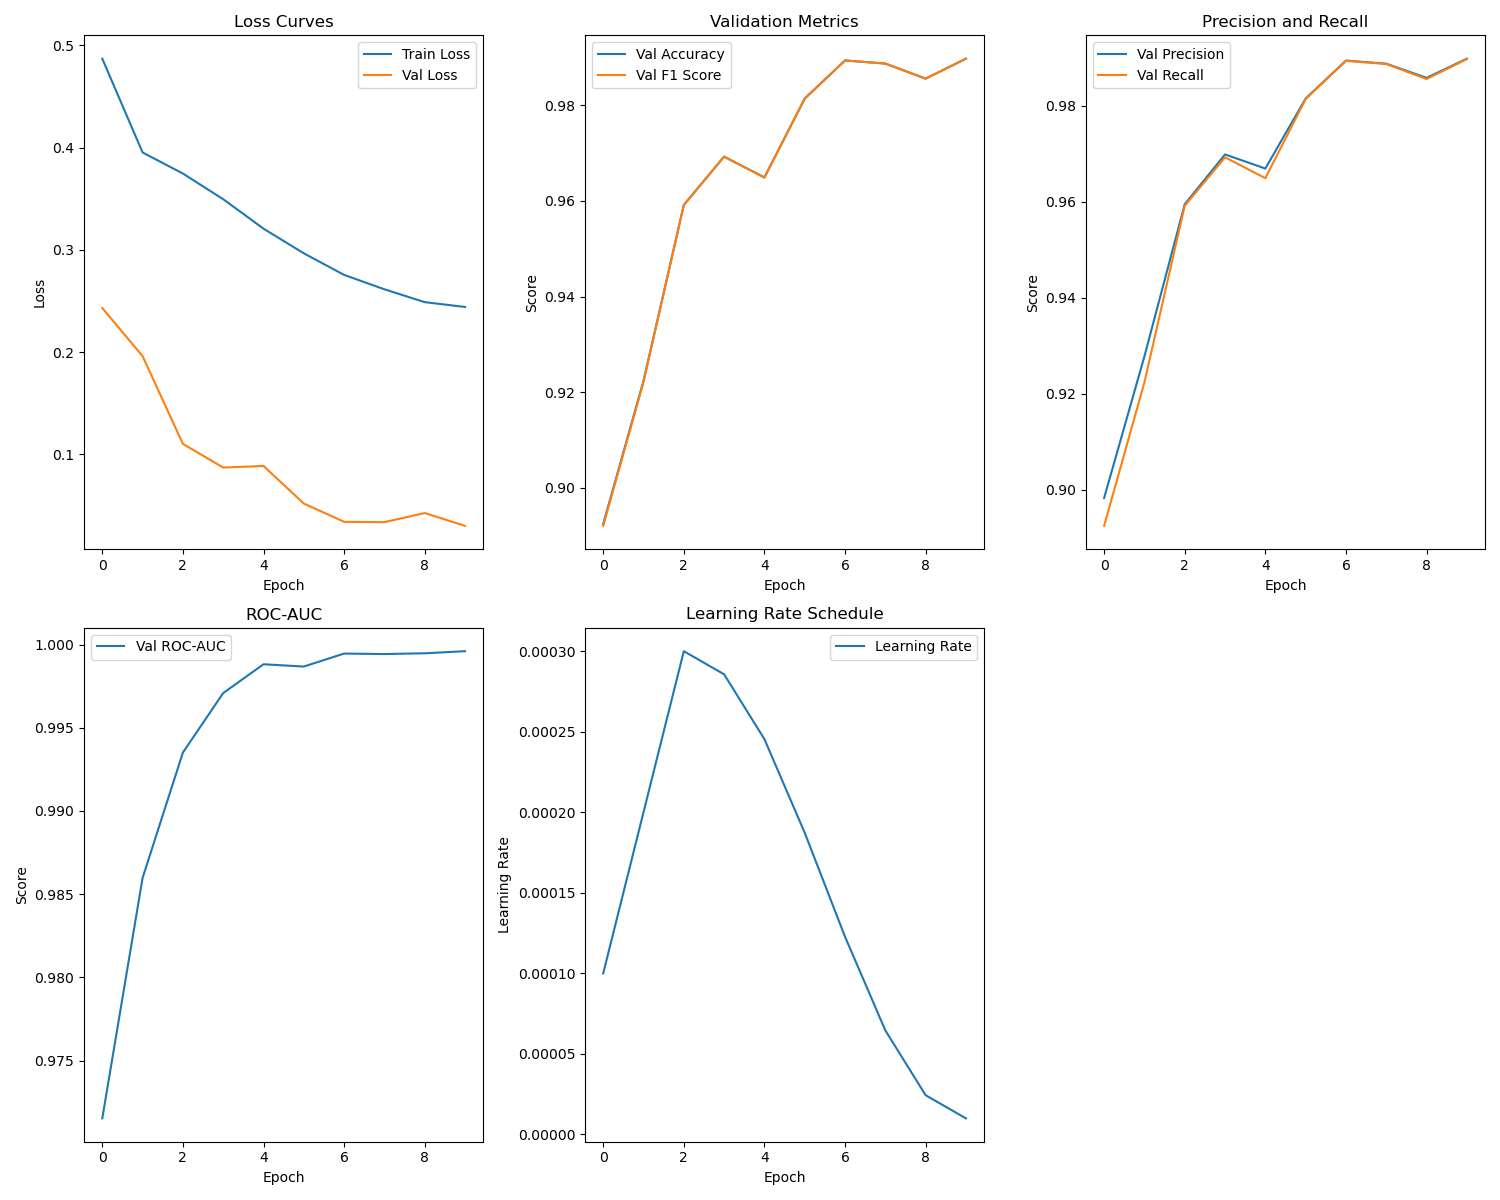 Loss Curves
Train Loss
Val Loss
0.5
0.4
0.3
0.2
0.1
Loss
0 2 4 6 8
Epoch
Validation Metrics
Val Accuracy
Val F1 Score
0.98
0.96
0.94
0.92
0.90
Score
0 2 4 6 8
Epoch
Precision and Recall
Val Precision
Val Recall
0.98
0.96
0.94
0.92
0.90
Score
0 2 4 6 8
Epoch
ROC-AUC
Val ROC-AUC
1.000
0.995
0.990
0.985
0.980
0.975
Score
0 2 4 6 8
Epoch
Learning Rate Schedule
Learning Rate
0.00030
0.00025
0.00020
0.00015
0.00010
0.00005
0.00000
Learning Rate
0 2 4 6 8
Epoch